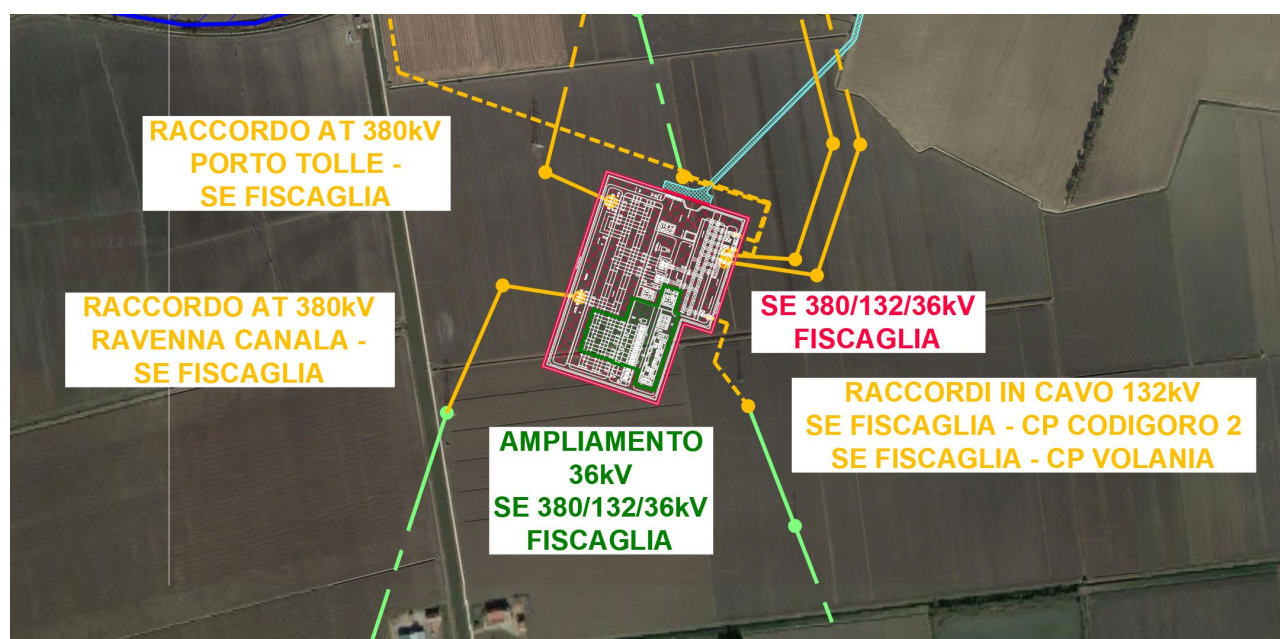 RACCORDO AT 380kV
PORTO TOLLE -
SE FISCAGLIA
RACCORDO AT 380kV
RAVENNA CANALA -
SE FISCAGLIA
SE 380/132/36kV
FISCAGLIA
RACCORDI IN CAVO 132kV
SE FISCAGLIA - CP CODIGORO 2
SE FISCAGLIA - CP VOLANIA
AMPLIAMENTO
36kV
SE 380/132/36kV
FISCAGLIA